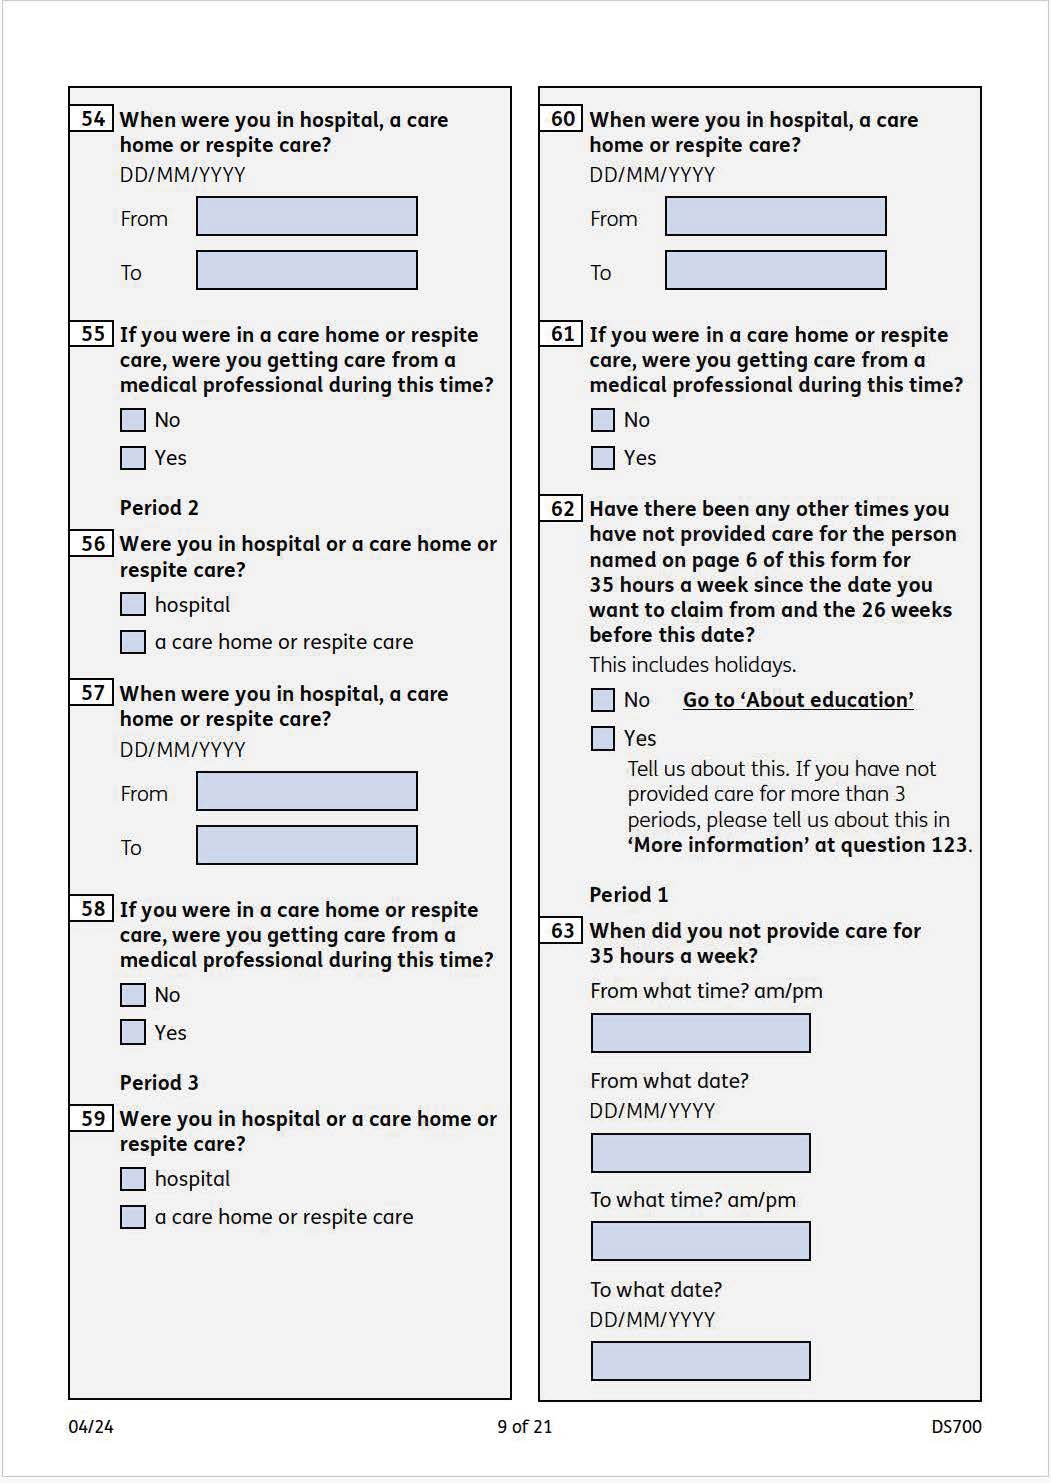 54 When were you in hospital, a care
home or respite care?
DD/MM/YYYY
From
To
55 If you were in a care home or respite
care, were you getting care from a
medical professional during this time?
No
Yes
Period 2
56 Were you in hospital or a care home or
respite care?
hospital
a care home or respite care
57 When were you in hospital, a care
home or respite care?
DD/MM/YYYY
From
To
58 If you were in a care home or respite
care, were you getting care from a
medical professional during this time?
No
Yes
Period 3
59 Were you in hospital or a care home or
respite care?
hospital
a care home or respite care
60 When were you in hospital, a care
home or respite care?
DD/MM/YYYY
From
To
61 If you were in a care home or respite
care, were you getting care from a
medical professional during this time?
No
Yes
62 Have there been any other times you
have not provided care for the person
named on page 6 of this form for
35 hours a week since the date you
want to claim from and the 26 weeks
before this date?
This includes holidays.
No Go to ‘About education’
Yes
Tell us about this. If you have not
provided care for more than 3
periods, please tell us about this in
‘More information’ at question 123.
Period 1
63 When did you not provide care for
35 hours a week?
From what time? am/pm
From what date?
DD/MM/YYYY
To what time? am/pm
To what date?
DD/MM/YYYY
04/24 9 of 21 DS700